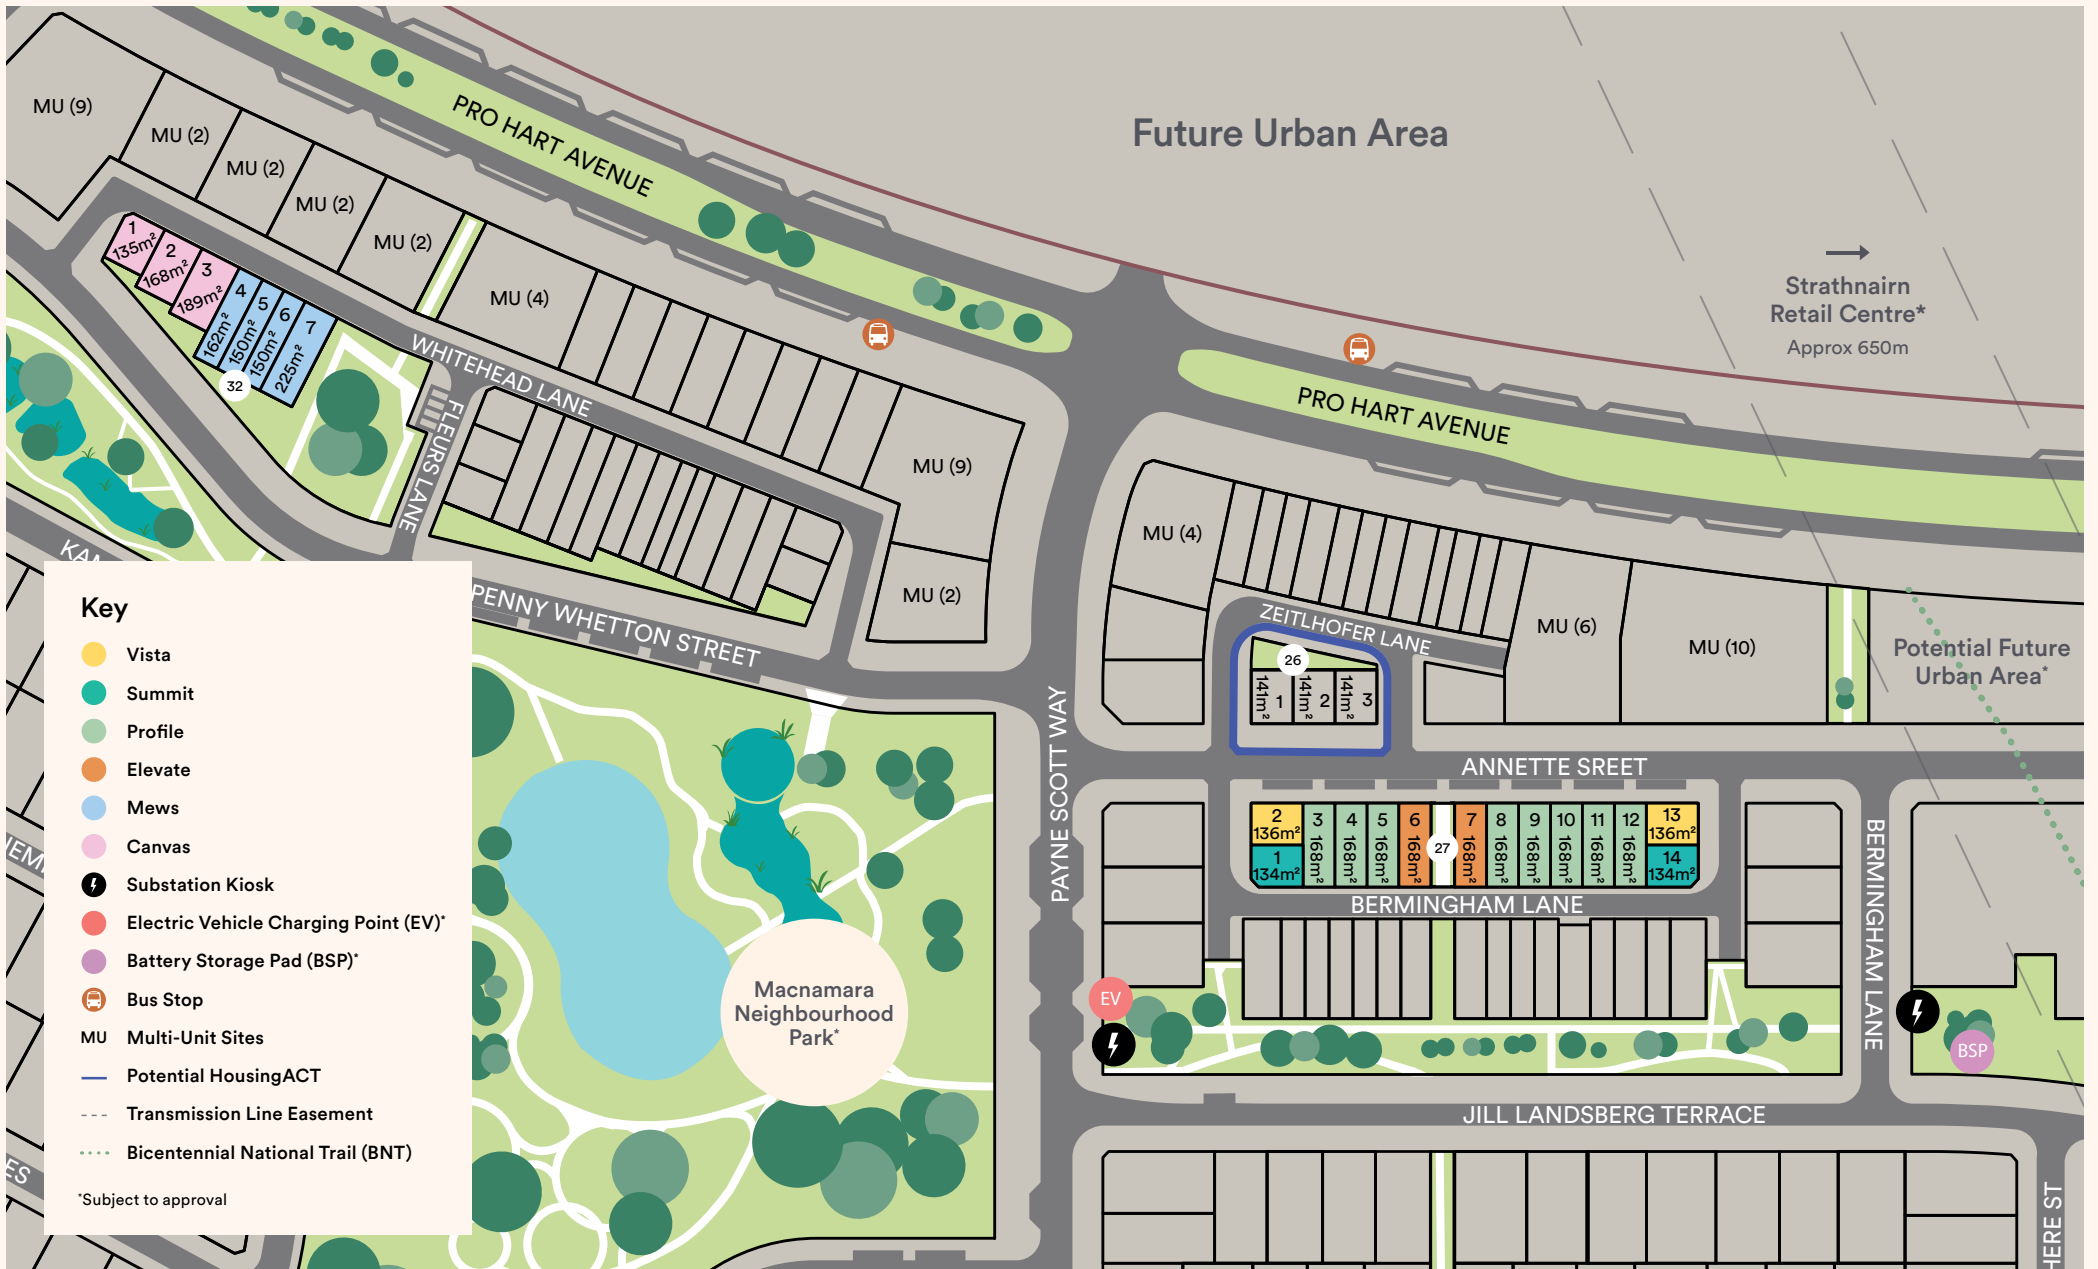 MU (9)
MU (2)
MU (2)
MU (2)
MU (2)
MU (4)
MU (9)
MU (2)
PRO HART AVENUE
Future Urban Area
Strathnairn
Retail Centre*
Approx 650m
PRO HART AVENUE
1
135m²
2
168m²
3
189m²
4
162m²
5
150m²
6
150m²
7
225m²
32
WHITEHEAD LANE
FLEURS LANE
PENNY WHETTON STREET
PAYNE SCOTT WAY
MU (4)
ZEITLHOFER LANE
MU (6)
MU (10)
Potential Future
Urban Area*
26
141m² 1
141m² 2
141m² 3
ANNETTE SREET
2
136m²
1
134m²
3
168m²
4
168m²
5
168m²
6
168m²
27
7
168m²
8
168m²
9
168m²
10
168m²
11
168m²
12
168m²
13
136m²
14
134m²
BERMINGHAM LANE
BERMINGHAM LANE
EV
BSP
JILL LANDSBERG TERRACE
HERE ST
Macnamara
Neighbourhood
Park*
KAN
ES
Key
Vista
Summit
Profile
Elevate
Mews
Canvas
Substation Kiosk
Electric Vehicle Charging Point (EV)*
Battery Storage Pad (BSP)*
Bus Stop
MU Multi-Unit Sites
Potential HousingACT
Transmission Line Easement
Bicentennial National Trail (BNT)
*Subject to approval